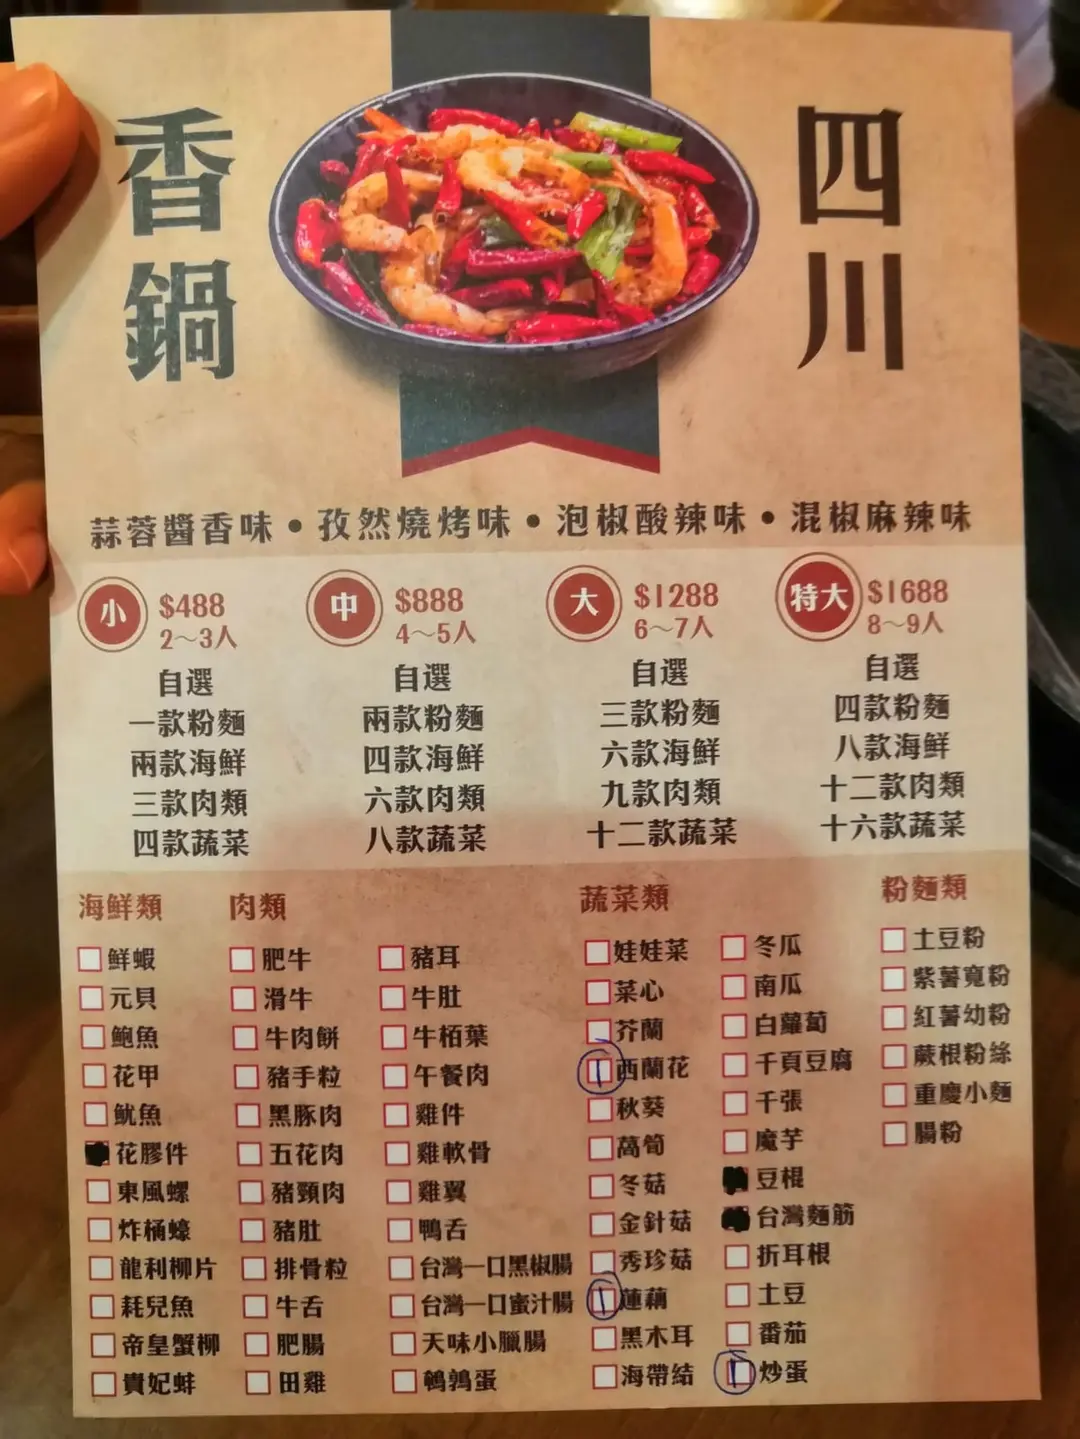 四川
香鍋
蒜蓉醬香味 • 孜然燒烤味 • 泡椒酸辣味 • 混椒麻辣味
小 $488
2～3人
自選
一款粉麵
兩款海鮮
三款肉類
四款蔬菜
中 $888
4～5人
自選
兩款粉麵
四款海鮮
六款肉類
八款蔬菜
大 $1288
6～7人
自選
三款粉麵
六款海鮮
九款肉類
十二款蔬菜
特大 $1688
8～9人
自選
四款粉麵
八款海鮮
十二款肉類
十六款蔬菜
海鮮類
鮮蝦
元貝
鮑魚
花甲
魷魚
花膠件
東風螺
炸桶蠔
龍利柳片
耗兒魚
帝皇蟹柳
貴妃蚌
肉類
肥牛
滑牛
牛肉餅
豬手粒
黑豚肉
五花肉
豬頸肉
豬肚
排骨粒
牛舌
肥腸
田雞
豬耳
牛肚
牛栢葉
午餐肉
雞件
雞軟骨
雞翼
鴨舌
台灣一口黑椒腸
台灣一口蜜汁腸
天味小臘腸
鵪鶉蛋
蔬菜類
娃娃菜
菜心
芥蘭
西蘭花
秋葵
萵筍
冬菇
金針菇
秀珍菇
蓮藕
黑木耳
海帶結
冬瓜
南瓜
白蘿蔔
千頁豆腐
千張
魔芋
豆棍
台灣麵筋
折耳根
土豆
番茄
炒蛋
粉麵類
土豆粉
紫薯寬粉
紅薯幼粉
蕨根粉絲
重慶小麵
腸粉